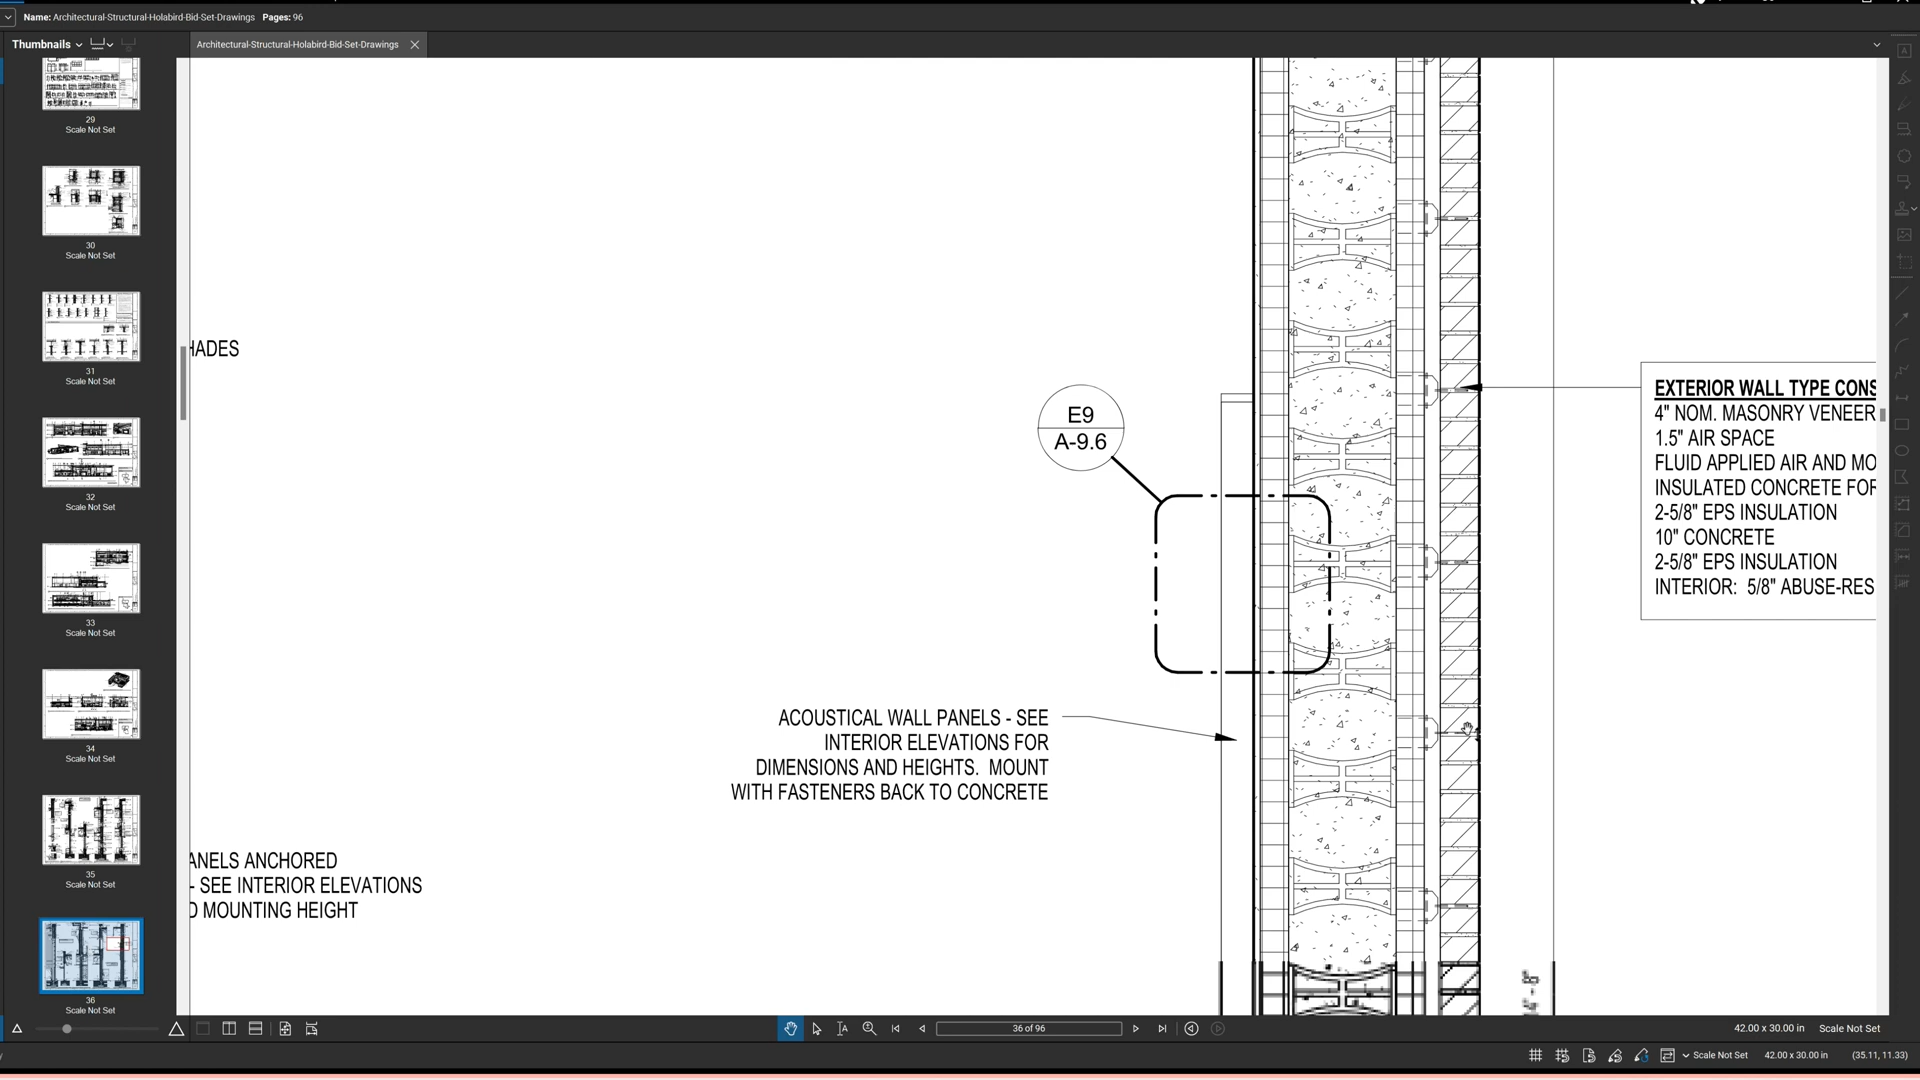 Name: Architectural-Structural-Holabird-Bid-Set-Drawings Pages: 96
Thumbnails
Architectural-Structural-Holabird-Bid-Set-Drawings
29
Scale Not Set
30
Scale Not Set
31
Scale Not Set
32
Scale Not Set
33
Scale Not Set
34
Scale Not Set
35
Scale Not Set
36
Scale Not Set
HADES
E9
A-9.6
EXTERIOR WALL TYPE CONS
4" NOM. MASONRY VENEER
1.5" AIR SPACE
FLUID APPLIED AIR AND MO
INSULATED CONCRETE FOR
2-5/8" EPS INSULATION
10" CONCRETE
2-5/8" EPS INSULATION
INTERIOR: 5/8" ABUSE-RES
ACOUSTICAL WALL PANELS - SEE
INTERIOR ELEVATIONS FOR
DIMENSIONS AND HEIGHTS. MOUNT
WITH FASTENERS BACK TO CONCRETE
ANELS ANCHORED
- SEE INTERIOR ELEVATIONS
D MOUNTING HEIGHT
36 of 96
42.00 x 30.00 in Scale Not Set
Scale Not Set 42.00 x 30.00 in (35.11, 11.33)